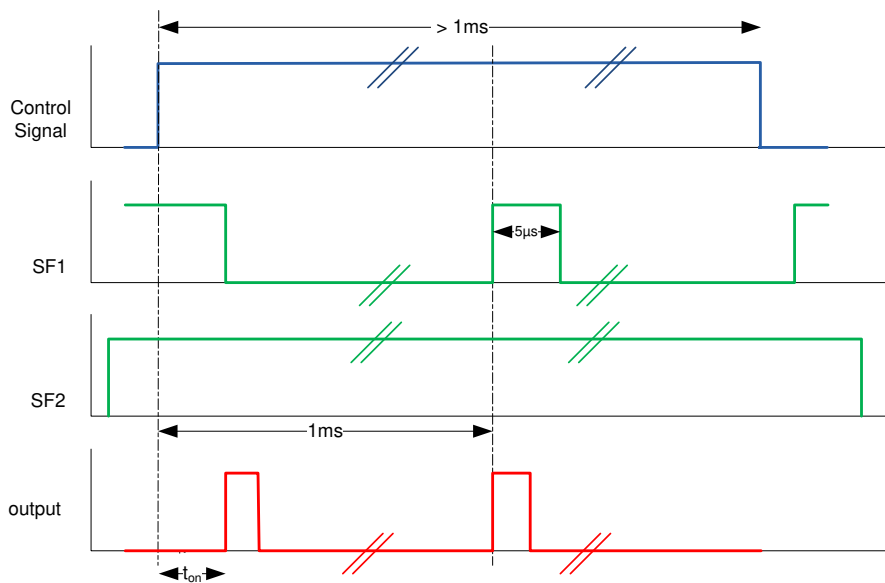 > 1ms
Control
Signal
5µs
SF1
SF2
1ms
output
ton